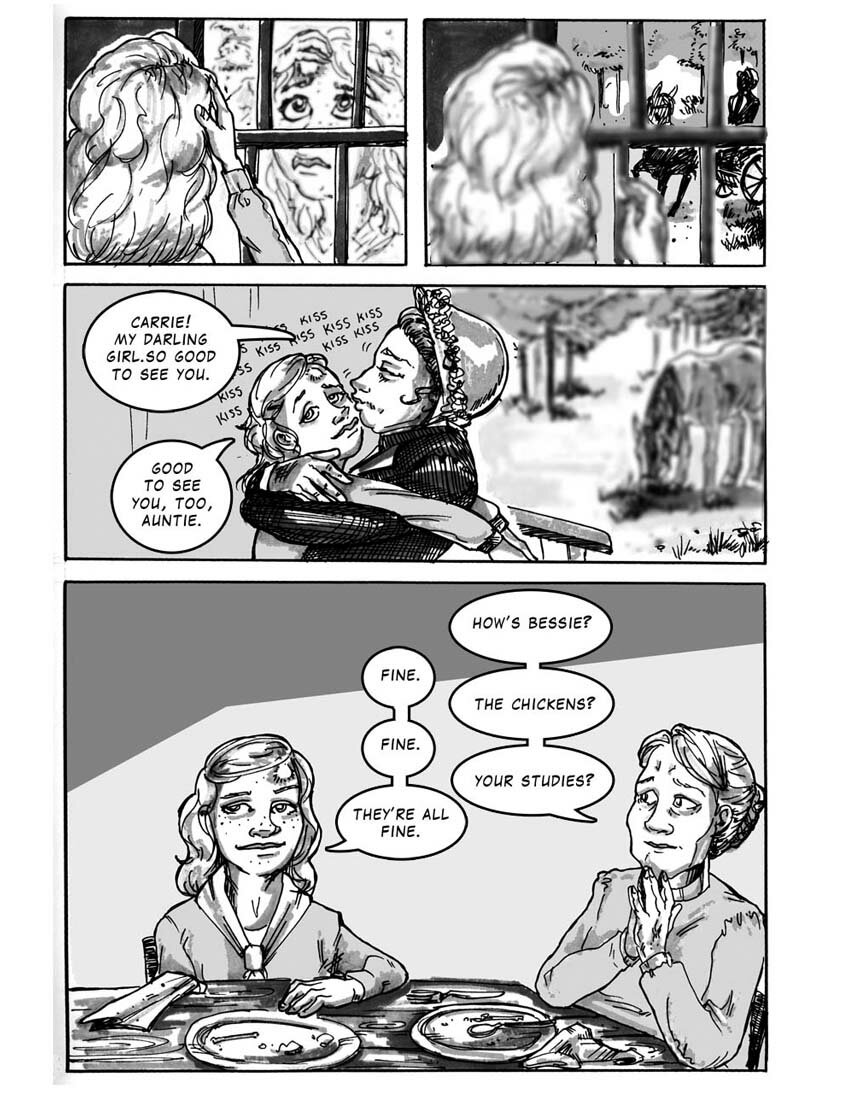 CARRIE!
MY DARLING
GIRL.SO GOOD
TO SEE YOU.
KISS KISS
KISS KISS KISS KISS
KISS KISS KISS
KISS
KISS
KISS
GOOD
TO SEE
YOU, TOO,
AUNTIE.
HOW'S BESSIE?
FINE.
THE CHICKENS?
FINE.
YOUR STUDIES?
THEY'RE ALL
FINE.